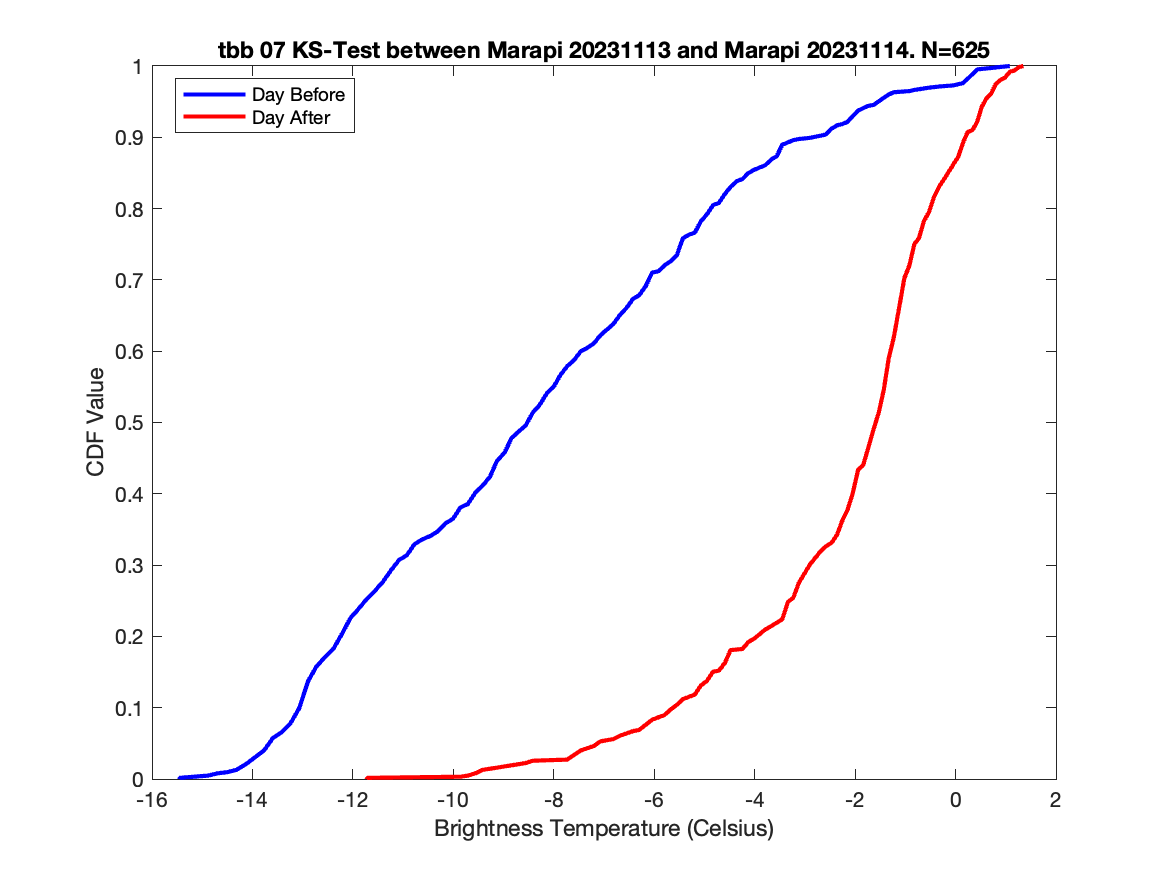 tbb 07 KS-Test between Marapi 20231113 and Marapi 20231114. N=625
Day Before
Day After
1
0.9
0.8
0.7
0.6
0.5
0.4
0.3
0.2
0.1
0
CDF Value
-16 -14 -12 -10 -8 -6 -4 -2 0 2
Brightness Temperature (Celsius)